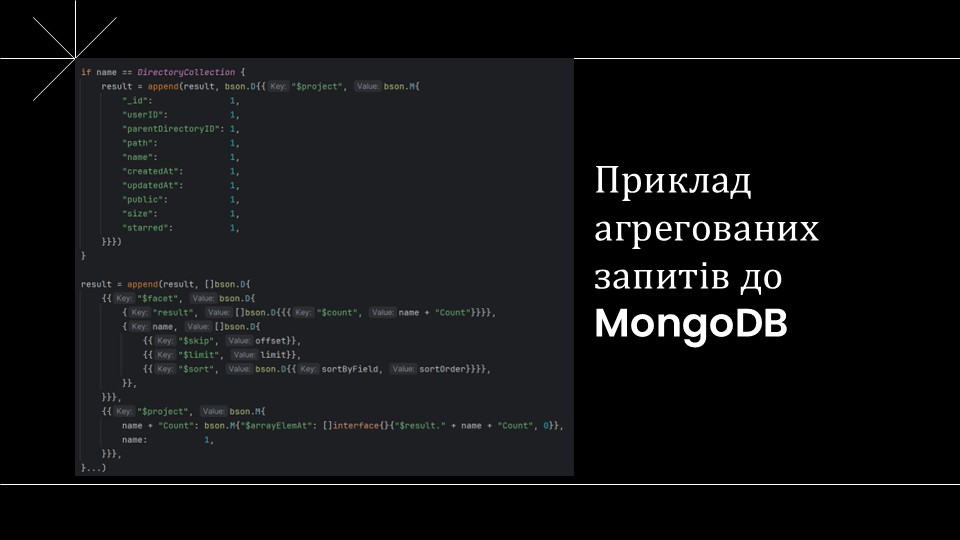 if name == DirectoryCollection {
    result = append(result, bson.D{{ Key: "$project", Value: bson.M{
        "_id":               1,
        "userID":            1,
        "parentDirectoryID": 1,
        "path":              1,
        "name":              1,
        "createdAt":         1,
        "updatedAt":         1,
        "public":            1,
        "size":              1,
        "starred":           1,
    }}})
}
result = append(result, []bson.D{
    {{ Key: "$facet", Value: bson.D{
        { Key: "result", Value: []bson.D{{{ Key: "$count", Value: name + "Count"}}}},
        { Key: name, Value: []bson.D{
            {{ Key: "$skip", Value: offset}},
            {{ Key: "$limit", Value: limit}},
            {{ Key: "$sort", Value: bson.D{{ Key: sortByField, Value: sortOrder}}}},
        }},
    }}},
    {{ Key: "$project", Value: bson.M{
        name + "Count": bson.M{"$arrayElemAt": []interface{}{"$result." + name + "Count", 0}},
        name:           1,
    }}},
}...)
Приклад
агрегованих
запитів до
MongoDB